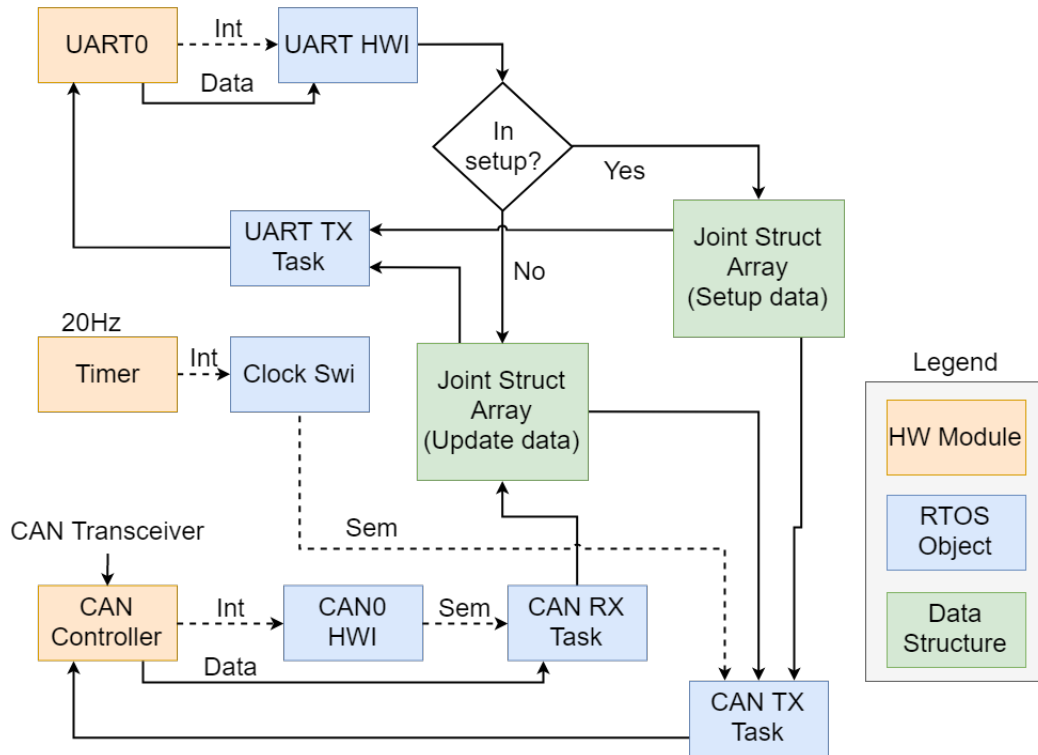 UART0
Int
UART HWI
Data
In
setup?
Yes
UART TX
Task
Joint Struct
Array
(Setup data)
No
20Hz
Timer
Int
Clock Swi
Joint Struct
Array
(Update data)
Legend
HW Module
RTOS
Object
Data
Structure
Sem
CAN Transceiver
CAN
Controller
Int
CAN0
HWI
Sem
CAN RX
Task
Data
CAN TX
Task